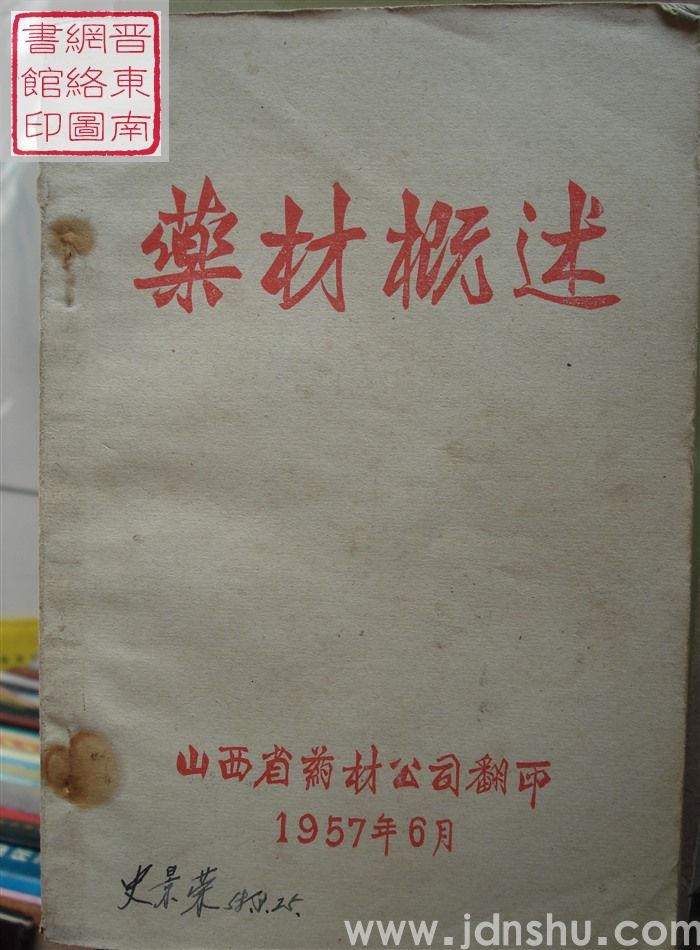 晋東南
網絡圖
書館印
藥材概述
山西省药材公司翻印
1957年6月
史景荣
www.jdnshu.com